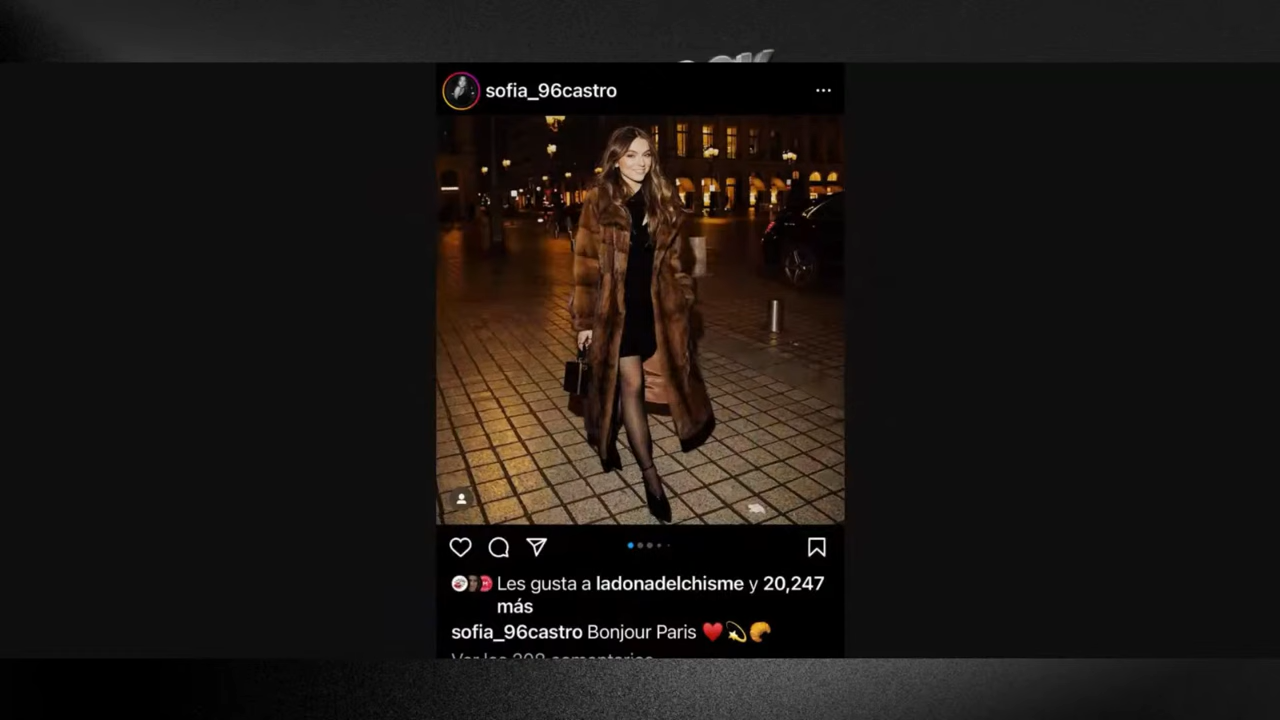 sofia_96castro
Les gusta a ladonadelchisme y 20,247
más
sofia_96castro Bonjour Paris ❤️💫🥐